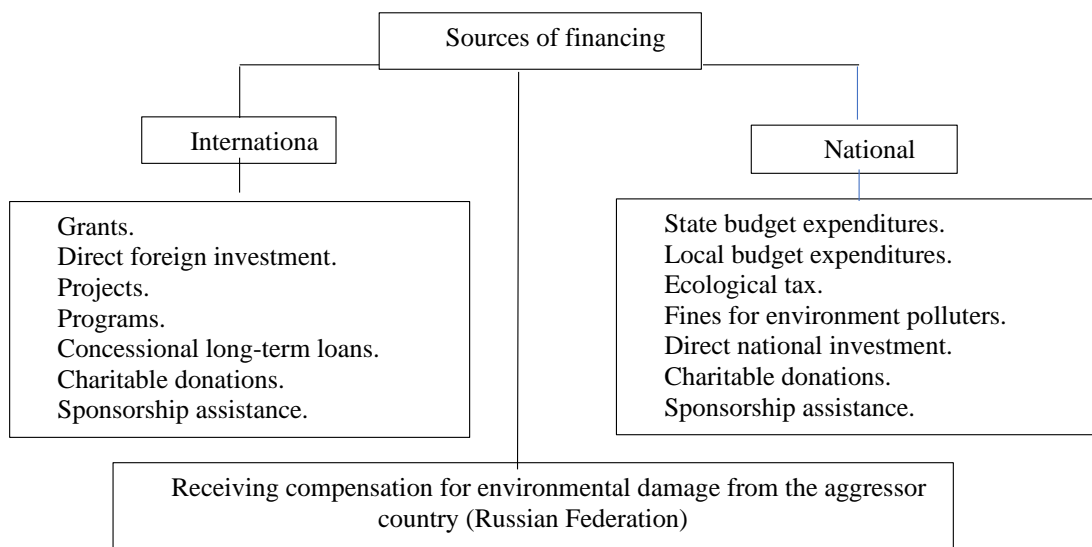 Sources of financing
Internationa
National
Grants.
Direct foreign investment.
Projects.
Programs.
Concessional long-term loans.
Charitable donations.
Sponsorship assistance.
State budget expenditures.
Local budget expenditures.
Ecological tax.
Fines for environment polluters.
Direct national investment.
Charitable donations.
Sponsorship assistance.
Receiving compensation for environmental damage from the aggressor
country (Russian Federation)